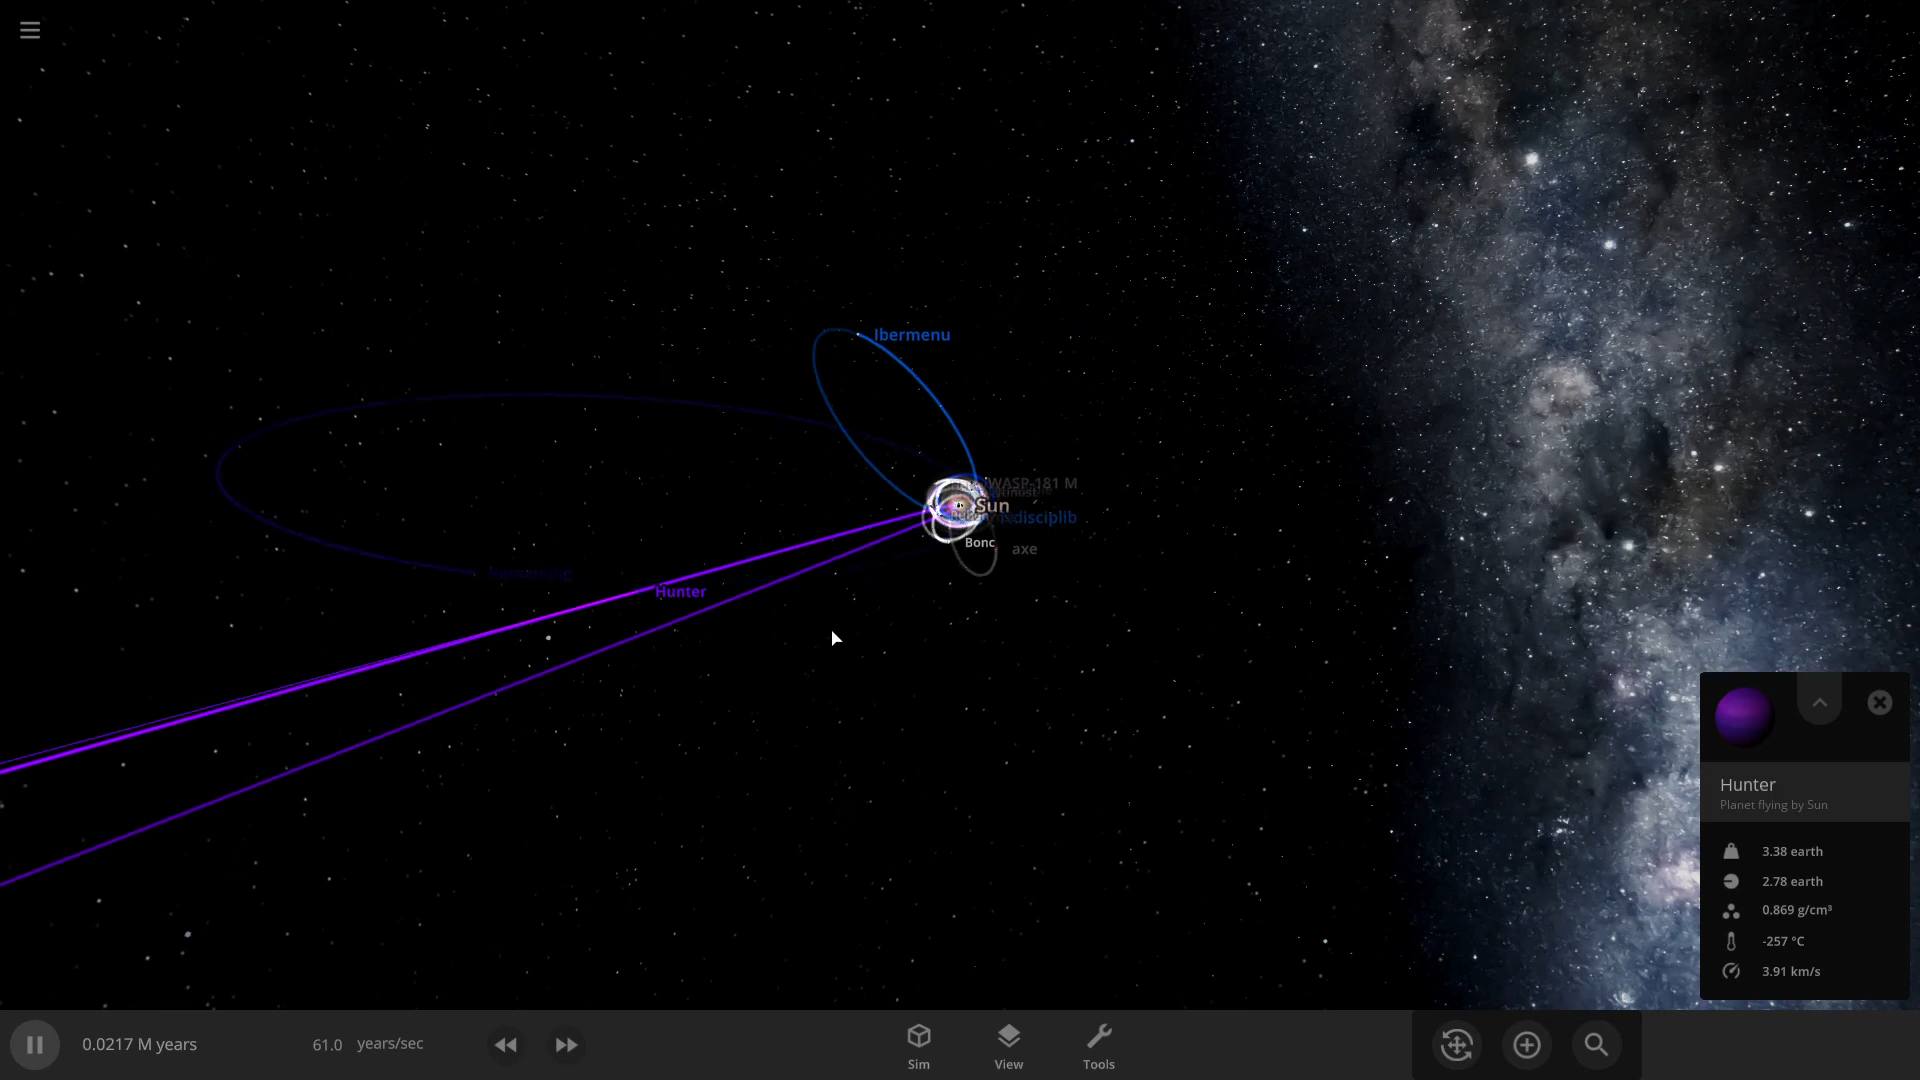 Ibermenu
WASP-181 M
Sun
Bonc
axe
Hunter
Hunter
Planet flying by Sun
3.38 earth
2.78 earth
0.869 g/cm³
-257 °C
3.91 km/s
0.0217 M years
61.0 years/sec
Sim
View
Tools